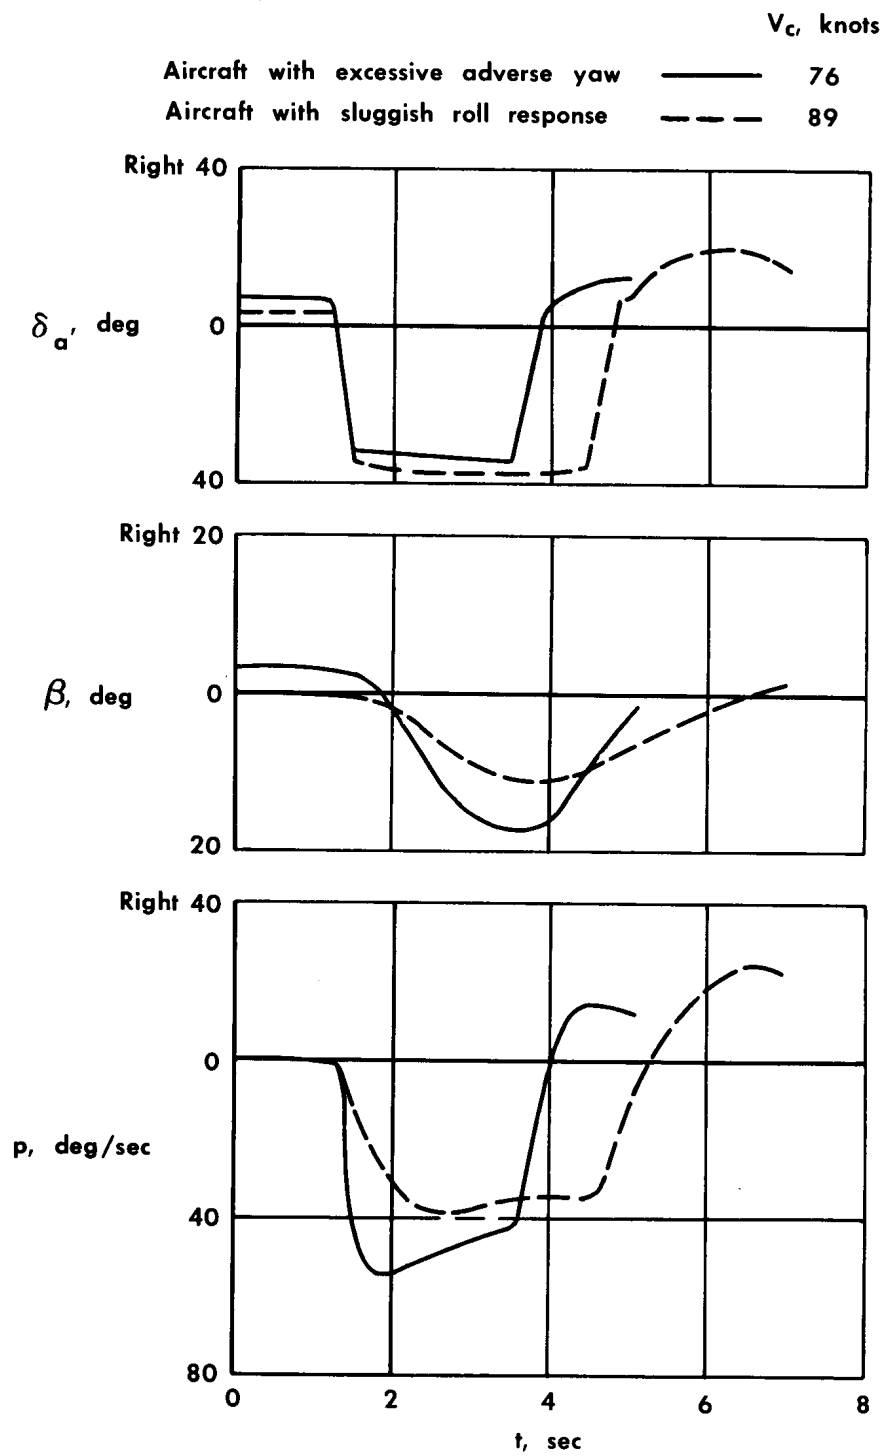 V_c, knots
Aircraft with excessive adverse yaw 76
Aircraft with sluggish roll response 89
Right 40
δ_a, deg
0
40
Right 20
β, deg
0
20
Right 40
0
p, deg/sec
40
80
0 2 4 6 8
t, sec